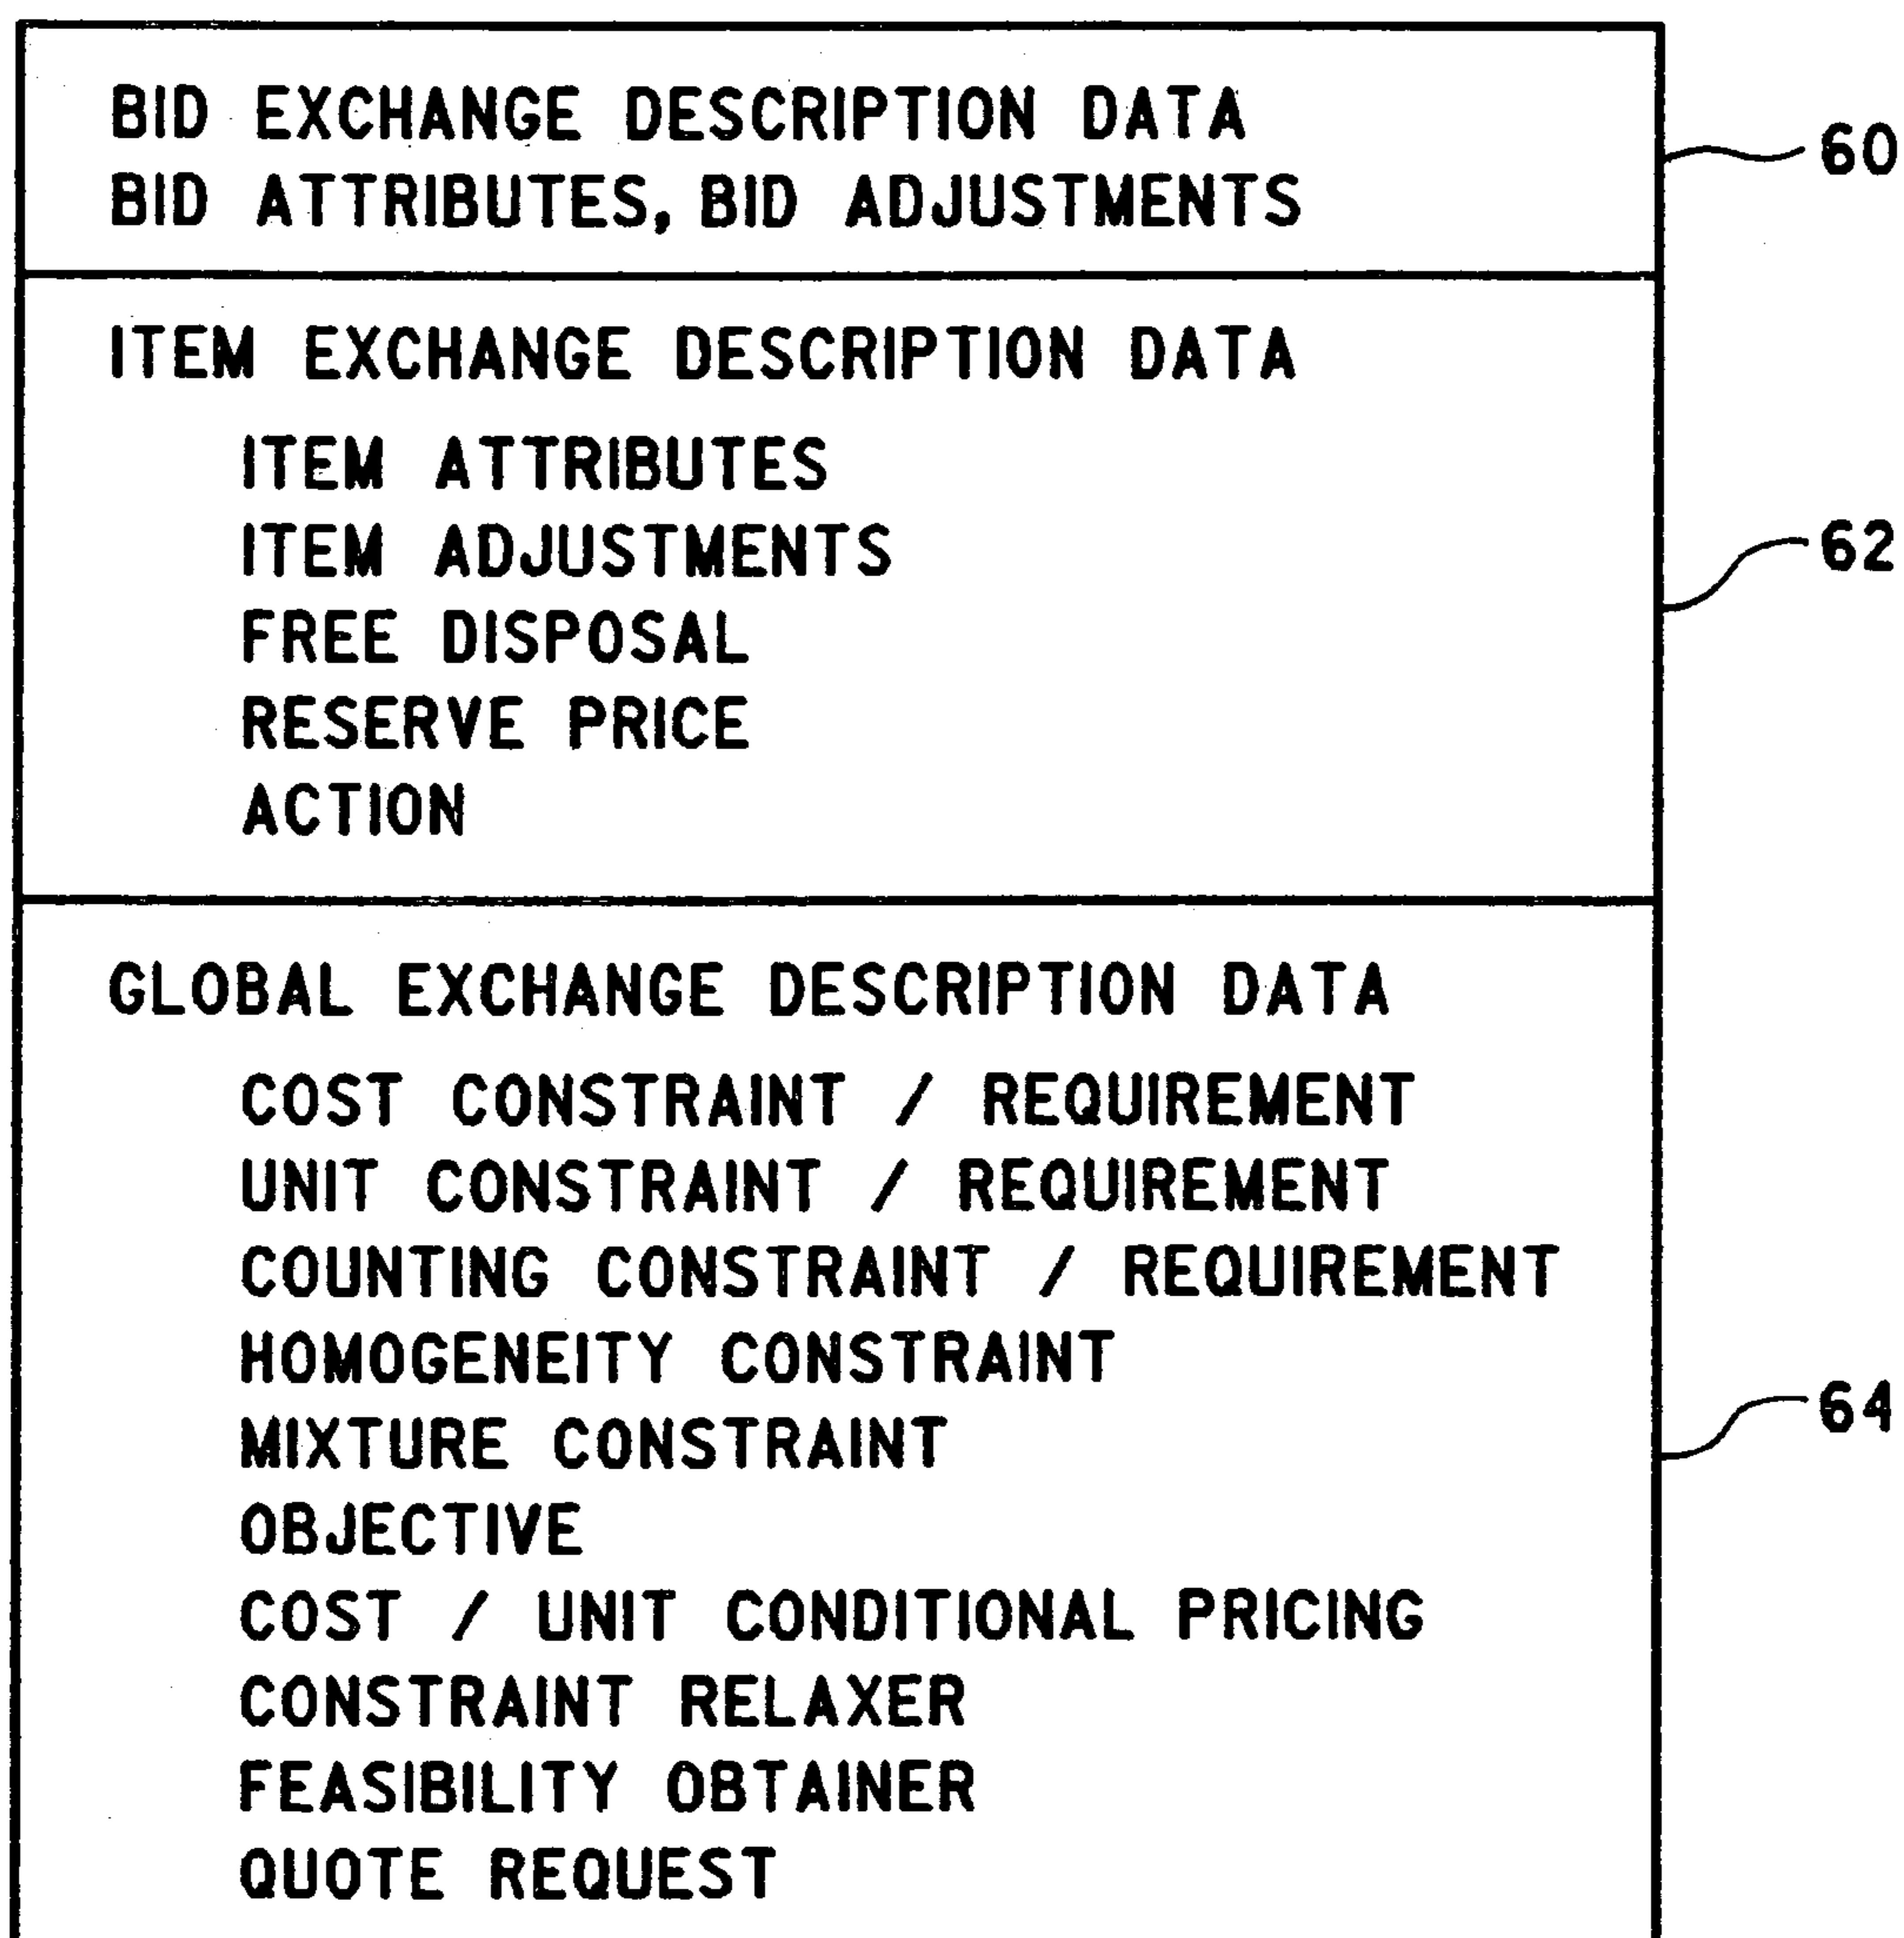 BID EXCHANGE DESCRIPTION DATA
BID ATTRIBUTES, BID ADJUSTMENTS
60
ITEM EXCHANGE DESCRIPTION DATA
ITEM ATTRIBUTES
ITEM ADJUSTMENTS
62
FREE DISPOSAL
RESERVE PRICE
ACTION
GLOBAL EXCHANGE DESCRIPTION DATA
COST CONSTRAINT / REQUIREMENT
UNIT CONSTRAINT / REQUIREMENT
COUNTING CONSTRAINT / REQUIREMENT
HOMOGENEITY CONSTRAINT
64
MIXTURE CONSTRAINT
OBJECTIVE
COST / UNIT CONDITIONAL PRICING
CONSTRAINT RELAXER
FEASIBILITY OBTAINER
QUOTE REQUEST